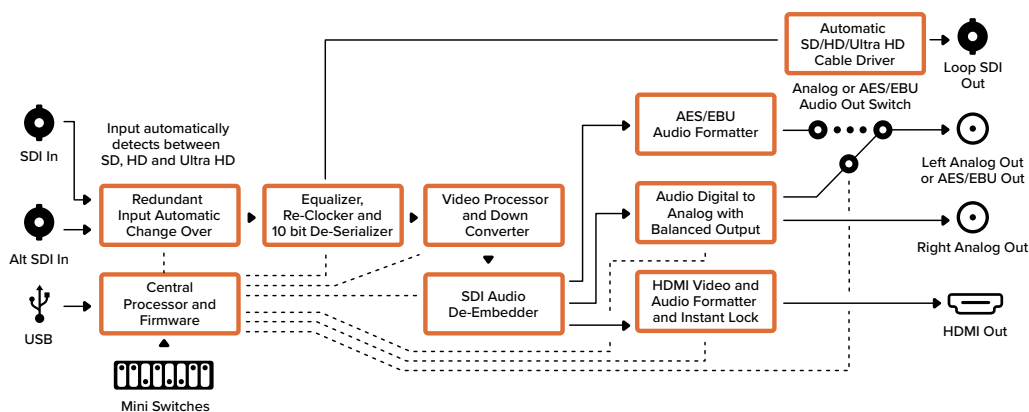 Automatic
SD/HD/Ultra HD
Cable Driver
Loop SDI
Out
Analog or AES/EBU
Audio Out Switch
SDI In
Input automatically
detects between
SD, HD and Ultra HD
AES/EBU
Audio Formatter
Left Analog Out
or AES/EBU Out
Alt SDI In
Redundant
Input Automatic
Change Over
Equalizer,
Re-Clocker and
10 bit De-Serializer
Video Processor
and Down
Converter
Audio Digital to
Analog with
Balanced Output
Right Analog Out
USB
Central
Processor and
Firmware
SDI Audio
De-Embedder
HDMI Video and
Audio Formatter
and Instant Lock
HDMI Out
Mini Switches